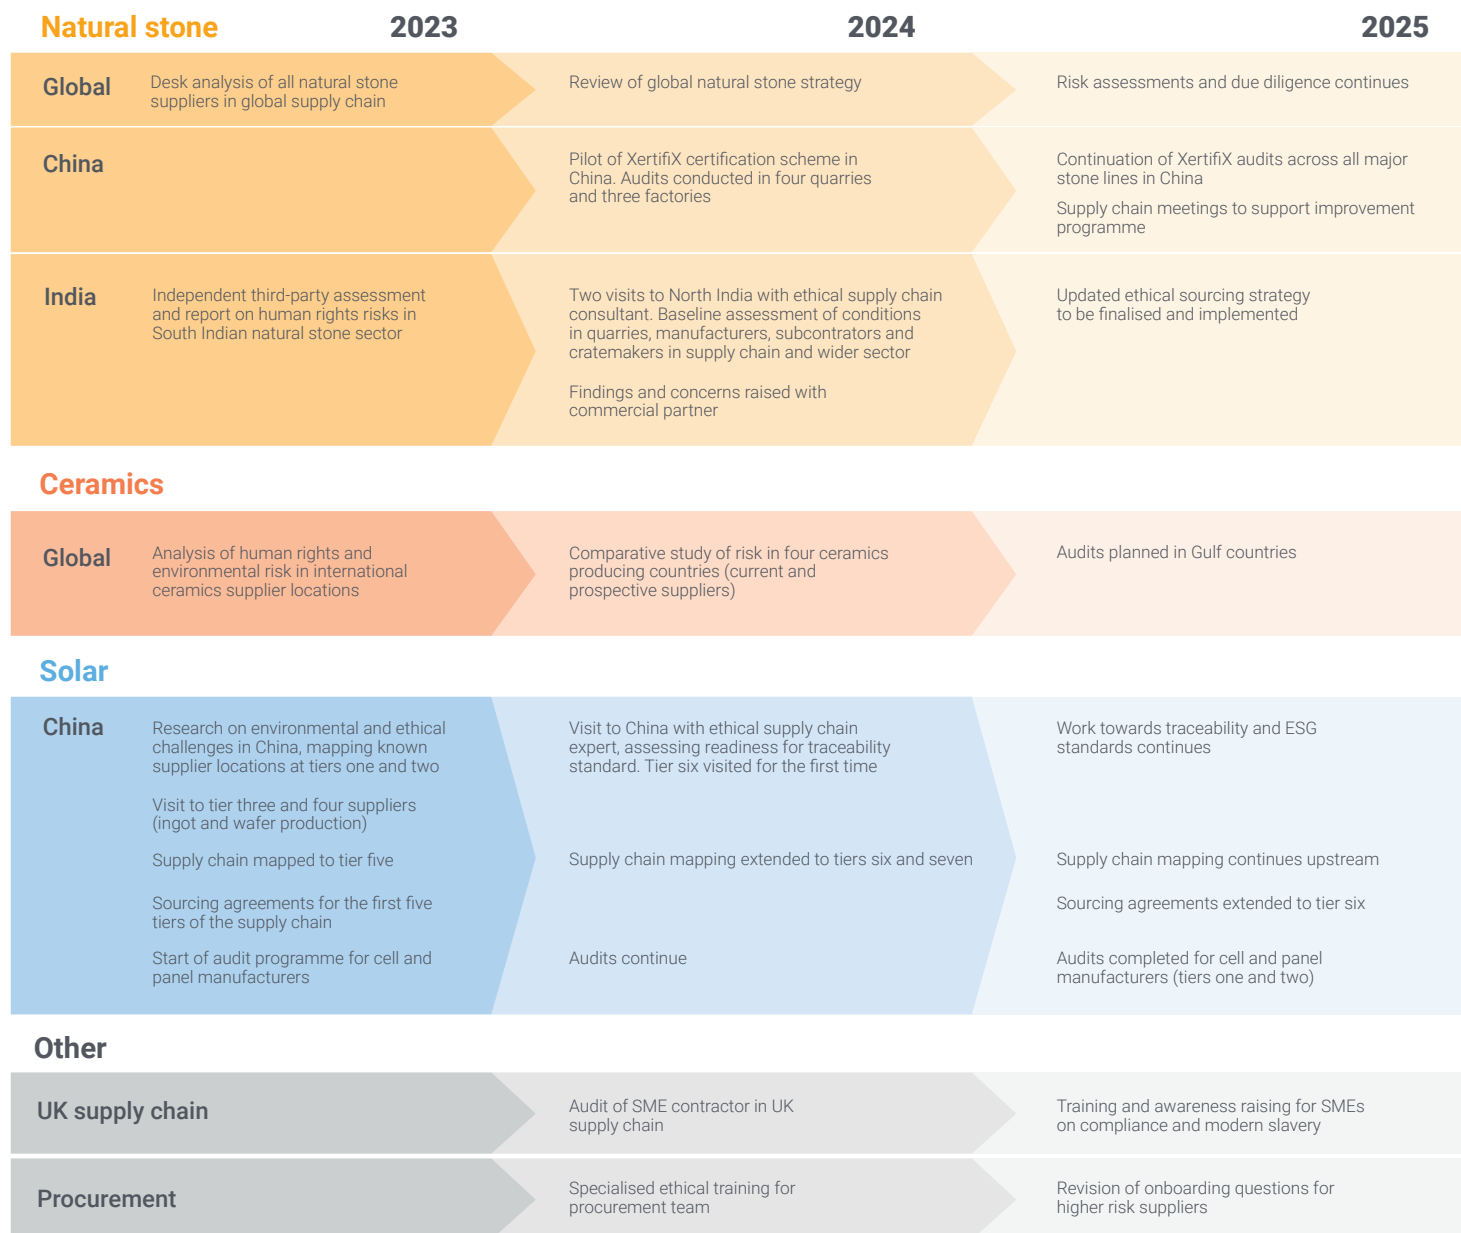 Natural stone
2023
2024
2025
Global
Desk analysis of all natural stone
suppliers in global supply chain
Review of global natural stone strategy
Risk assessments and due diligence continues
China
Pilot of XertifiX certification scheme in
China. Audits conducted in four quarries
and three factories
Continuation of XertifiX audits across all major
stone lines in China
Supply chain meetings to support improvement
programme
India
Independent third-party assessment
and report on human rights risks in
South Indian natural stone sector
Two visits to North India with ethical supply chain
consultant. Baseline assessment of conditions
in quarries, manufacturers, subcontrators and
cratemakers in supply chain and wider sector
Findings and concerns raised with
commercial partner
Updated ethical sourcing strategy
to be finalised and implemented
Ceramics
Global
Analysis of human rights and
environmental risk in international
ceramics supplier locations
Comparative study of risk in four ceramics
producing countries (current and
prospective suppliers)
Audits planned in Gulf countries
Solar
China
Research on environmental and ethical
challenges in China, mapping known
supplier locations at tiers one and two
Visit to tier three and four suppliers
(ingot and wafer production)
Supply chain mapped to tier five
Sourcing agreements for the first five
tiers of the supply chain
Start of audit programme for cell and
panel manufacturers
Visit to China with ethical supply chain
expert, assessing readiness for traceability
standard. Tier six visited for the first time
Supply chain mapping extended to tiers six and seven
Audits continue
Work towards traceability and ESG
standards continues
Supply chain mapping continues upstream
Sourcing agreements extended to tier six
Audits completed for cell and panel
manufacturers (tiers one and two)
Other
UK supply chain
Audit of SME contractor in UK
supply chain
Training and awareness raising for SMEs
on compliance and modern slavery
Procurement
Specialised ethical training for
procurement team
Revision of onboarding questions for
higher risk suppliers